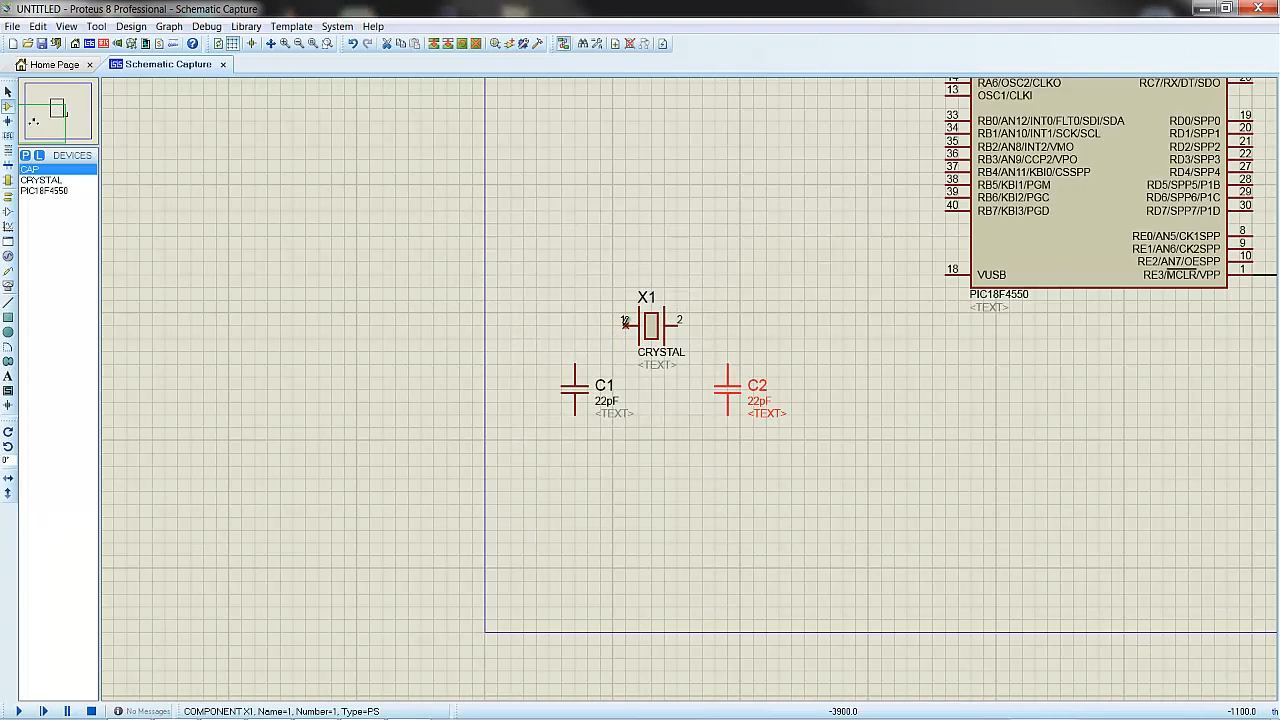 UNTITLED - Proteus 8 Professional - Schematic Capture
File Edit View Tool Design Graph Debug Library Template System Help
Home Page
Schematic Capture
P L DEVICES
CAP
CRYSTAL
PIC18F4550
RA6/OSC2/CLKO RC7/RX/DT/SDO
13 OSC1/CLKI
33 RB0/AN12/INT0/FLT0/SDI/SDA RD0/SPP0 19
34 RB1/AN10/INT1/SCK/SCL RD1/SPP1 20
35 RB2/AN8/INT2/VMO RD2/SPP2 21
36 RB3/AN9/CCP2/VPO RD3/SPP3 22
37 RB4/AN11/KBI0/CSSPP RD4/SPP4 27
38 RB5/KBI1/PGM RD5/SPP5/P1B 28
39 RB6/KBI2/PGC RD6/SPP6/P1C 29
40 RB7/KBI3/PGD RD7/SPP7/P1D 30
RE0/AN5/CK1SPP 8
RE1/AN6/CK2SPP 9
RE2/AN7/OESPP 10
18 VUSB RE3/MCLR/VPP 1
PIC18F4550
<TEXT>
X1
2
CRYSTAL
<TEXT>
C1
22pF
<TEXT>
C2
22pF
<TEXT>
0°
No Messages
COMPONENT X1, Name=1, Number=1, Type=PS
-3900.0
-1100.0
th